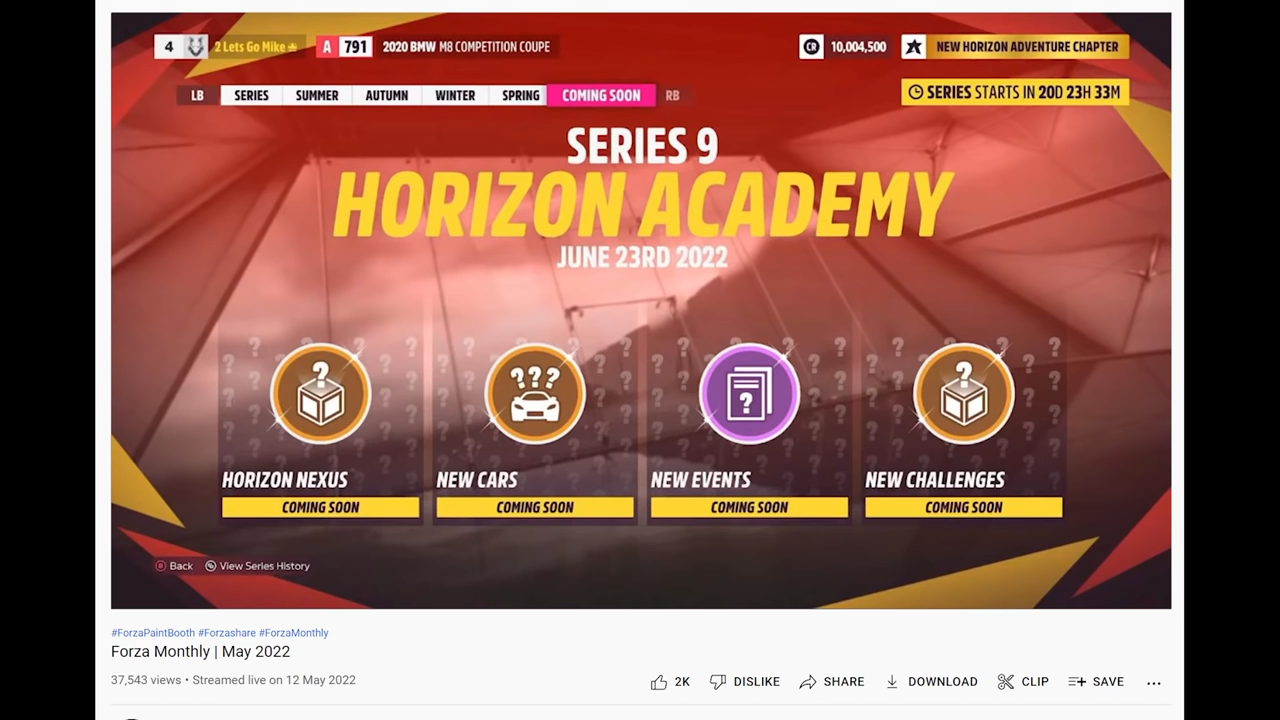 4 2 Lets Go Mike A 791 2020 BMW M8 COMPETITION COUPE CR 10,004,500 NEW HORIZON ADVENTURE CHAPTER
LB SERIES SUMMER AUTUMN WINTER SPRING COMING SOON RB SERIES STARTS IN 20D 23H 33M
SERIES 9
HORIZON ACADEMY
JUNE 23RD 2022
HORIZON NEXUS NEW CARS NEW EVENTS NEW CHALLENGES
COMING SOON COMING SOON COMING SOON COMING SOON
B Back View Series History
#ForzaPaintBooth #Forzashare #ForzaMonthly
Forza Monthly | May 2022
37,543 views • Streamed live on 12 May 2022 2K DISLIKE SHARE DOWNLOAD CLIP SAVE ...